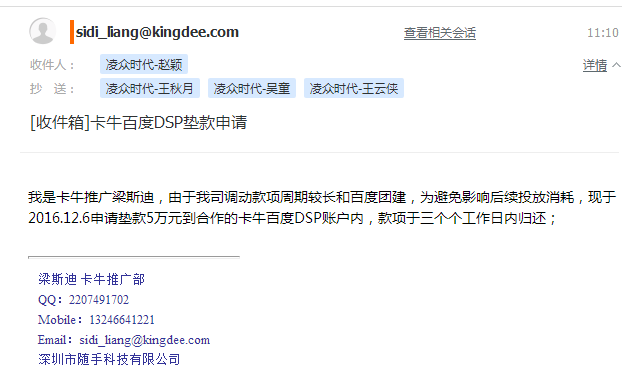 sidi_liang@kingdee.com 查看相关会话 11:10
收件人： 凌众时代-赵颖 详情
抄 送： 凌众时代-王秋月 凌众时代-吴童 凌众时代-王云侠
[收件箱]卡牛百度DSP垫款申请
我是卡牛推广梁斯迪，由于我司调动款项周期较长和百度团建，为避免影响后续投放消耗，现于
2016.12.6申请垫款5万元到合作的卡牛百度DSP账户内，款项于三个个工作日内归还；
梁斯迪 卡牛推广部
QQ：2207491702
Mobile：13246641221
Email：sidi_liang@kingdee.com
深圳市随手科技有限公司